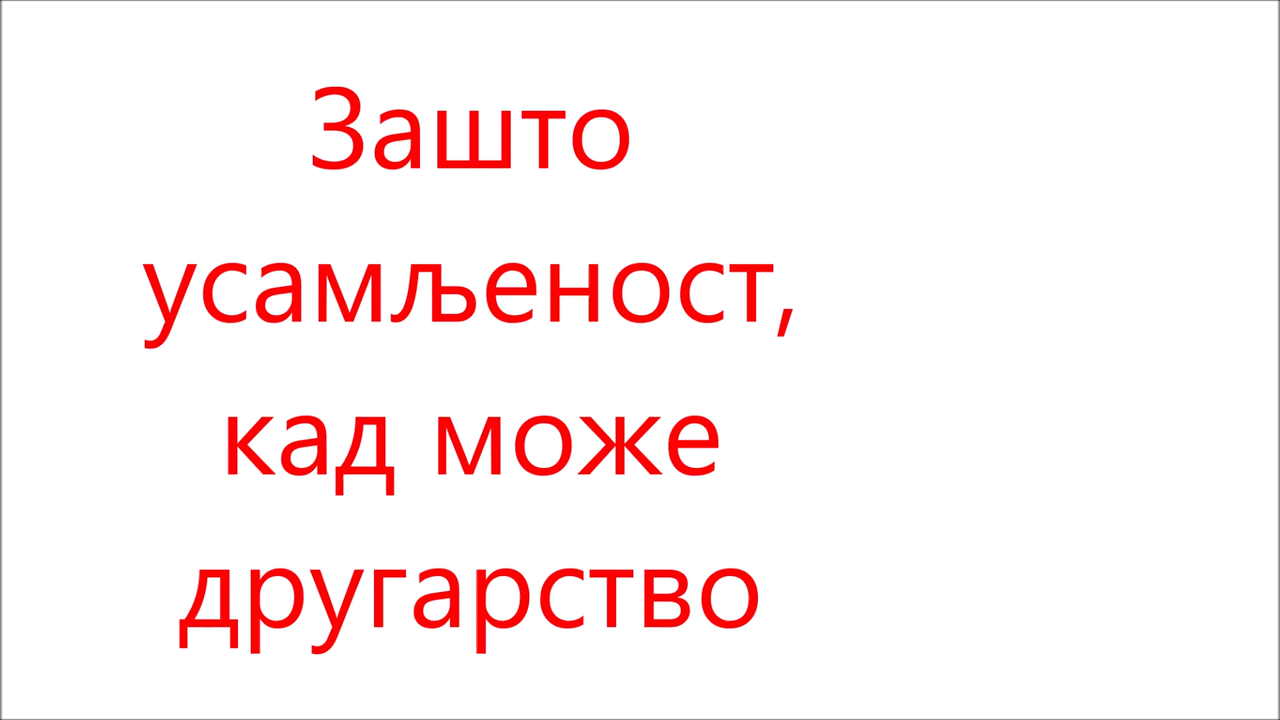 Зашто
усамљеност,
кад може
другарство